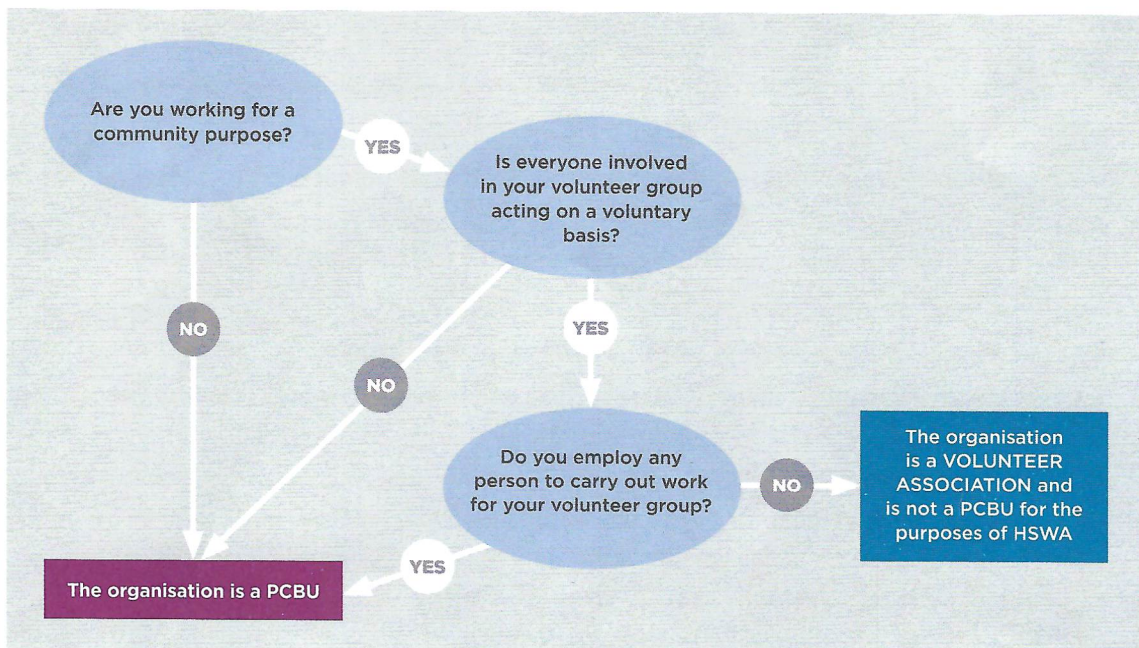 Are you working for a
community purpose?
YES
Is everyone involved
in your volunteer group
acting on a voluntary
basis?
NO
YES
NO
Do you employ any
person to carry out work
for your volunteer group?
NO
The organisation
is a VOLUNTEER
ASSOCIATION and
is not a PCBU for the
purposes of HSWA
YES
The organisation is a PCBU